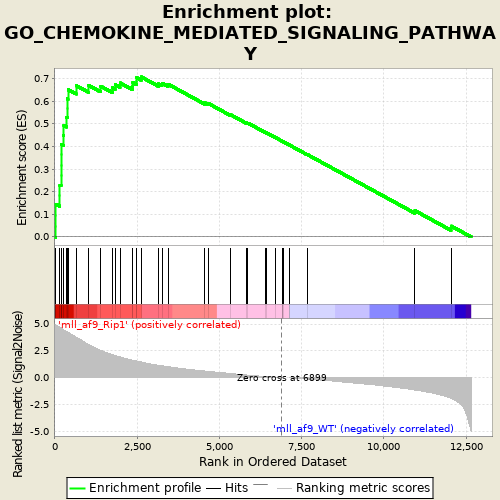 Enrichment plot:
GO_CHEMOKINE_MEDIATED_SIGNALING_PATHWA
Y
Enrichment score (ES)
0.7
0.6
0.5
0.4
0.3
0.2
0.1
0.0
'mll_af9_Rip1' (positively correlated)
Ranked list metric (Signal2Noise)
5.0
2.5
0.0
-2.5
-5.0
Zero cross at 6899
'mll_af9_WT' (negatively correlated)
0
2,500
5,000
7,500
10,000
12,500
Rank in Ordered Dataset
Enrichment profile
Hits
Ranking metric scores